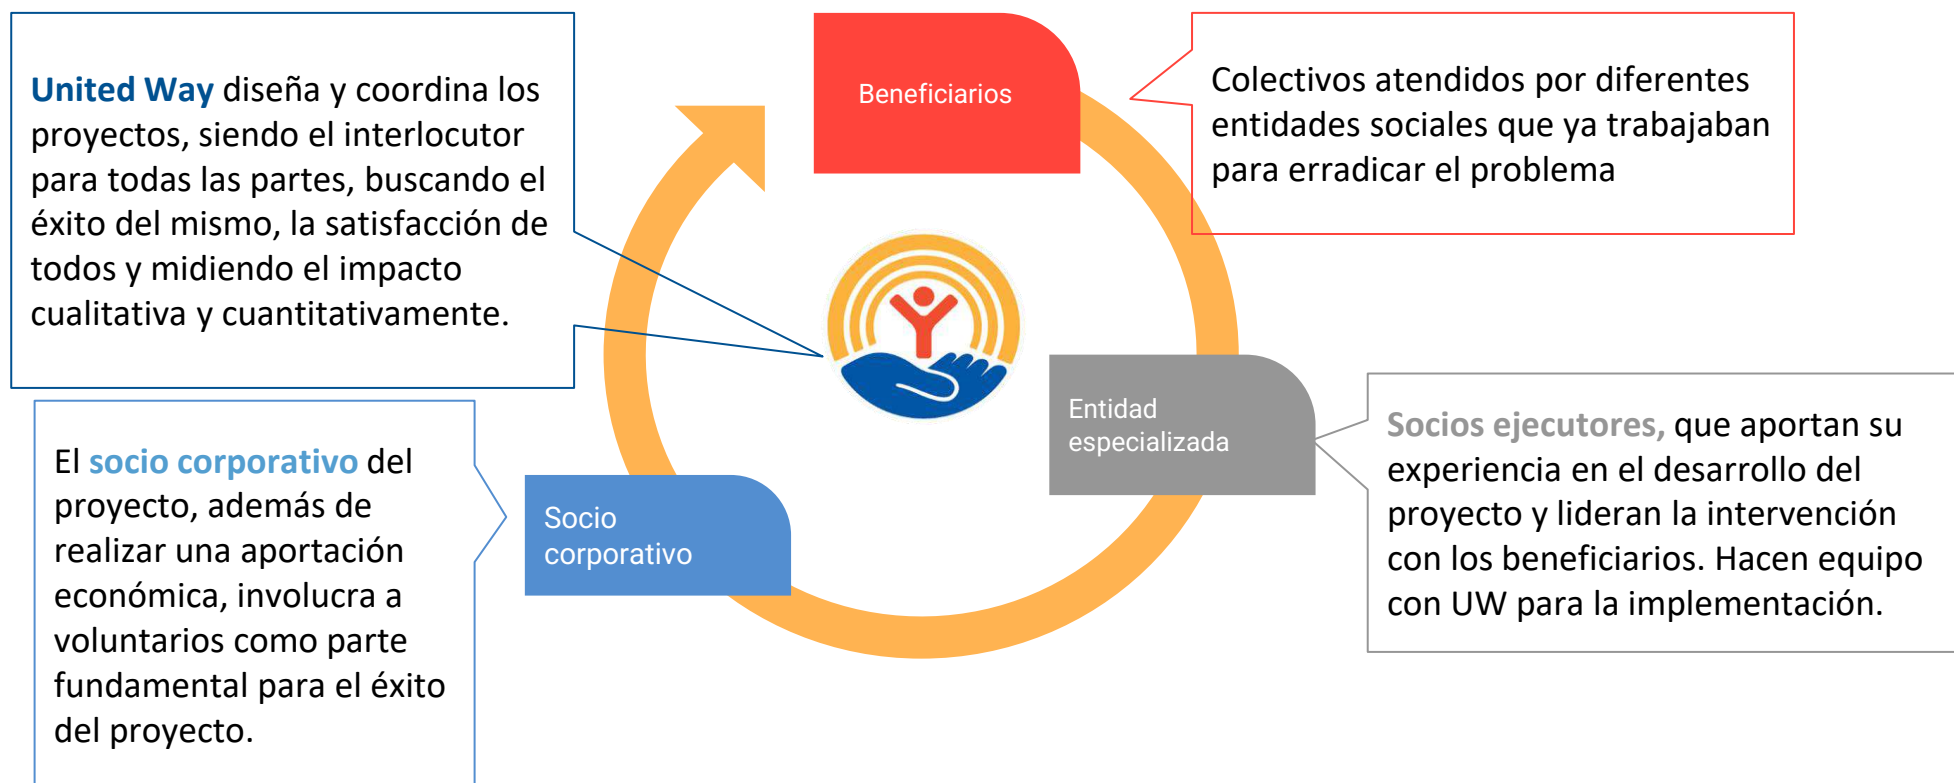 United Way diseña y coordina los
proyectos, siendo el interlocutor
para todas las partes, buscando el
éxito del mismo, la satisfacción de
todos y midiendo el impacto
cualitativa y cuantitativamente.
Beneficiarios
Colectivos atendidos por diferentes
entidades sociales que ya trabajaban
para erradicar el problema
Entidad
especializada
Socios ejecutores, que aportan su
experiencia en el desarrollo del
proyecto y lideran la intervención
con los beneficiarios. Hacen equipo
con UW para la implementación.
El socio corporativo del
proyecto, además de
realizar una aportación
económica, involucra a
voluntarios como parte
fundamental para el éxito
del proyecto.
Socio
corporativo